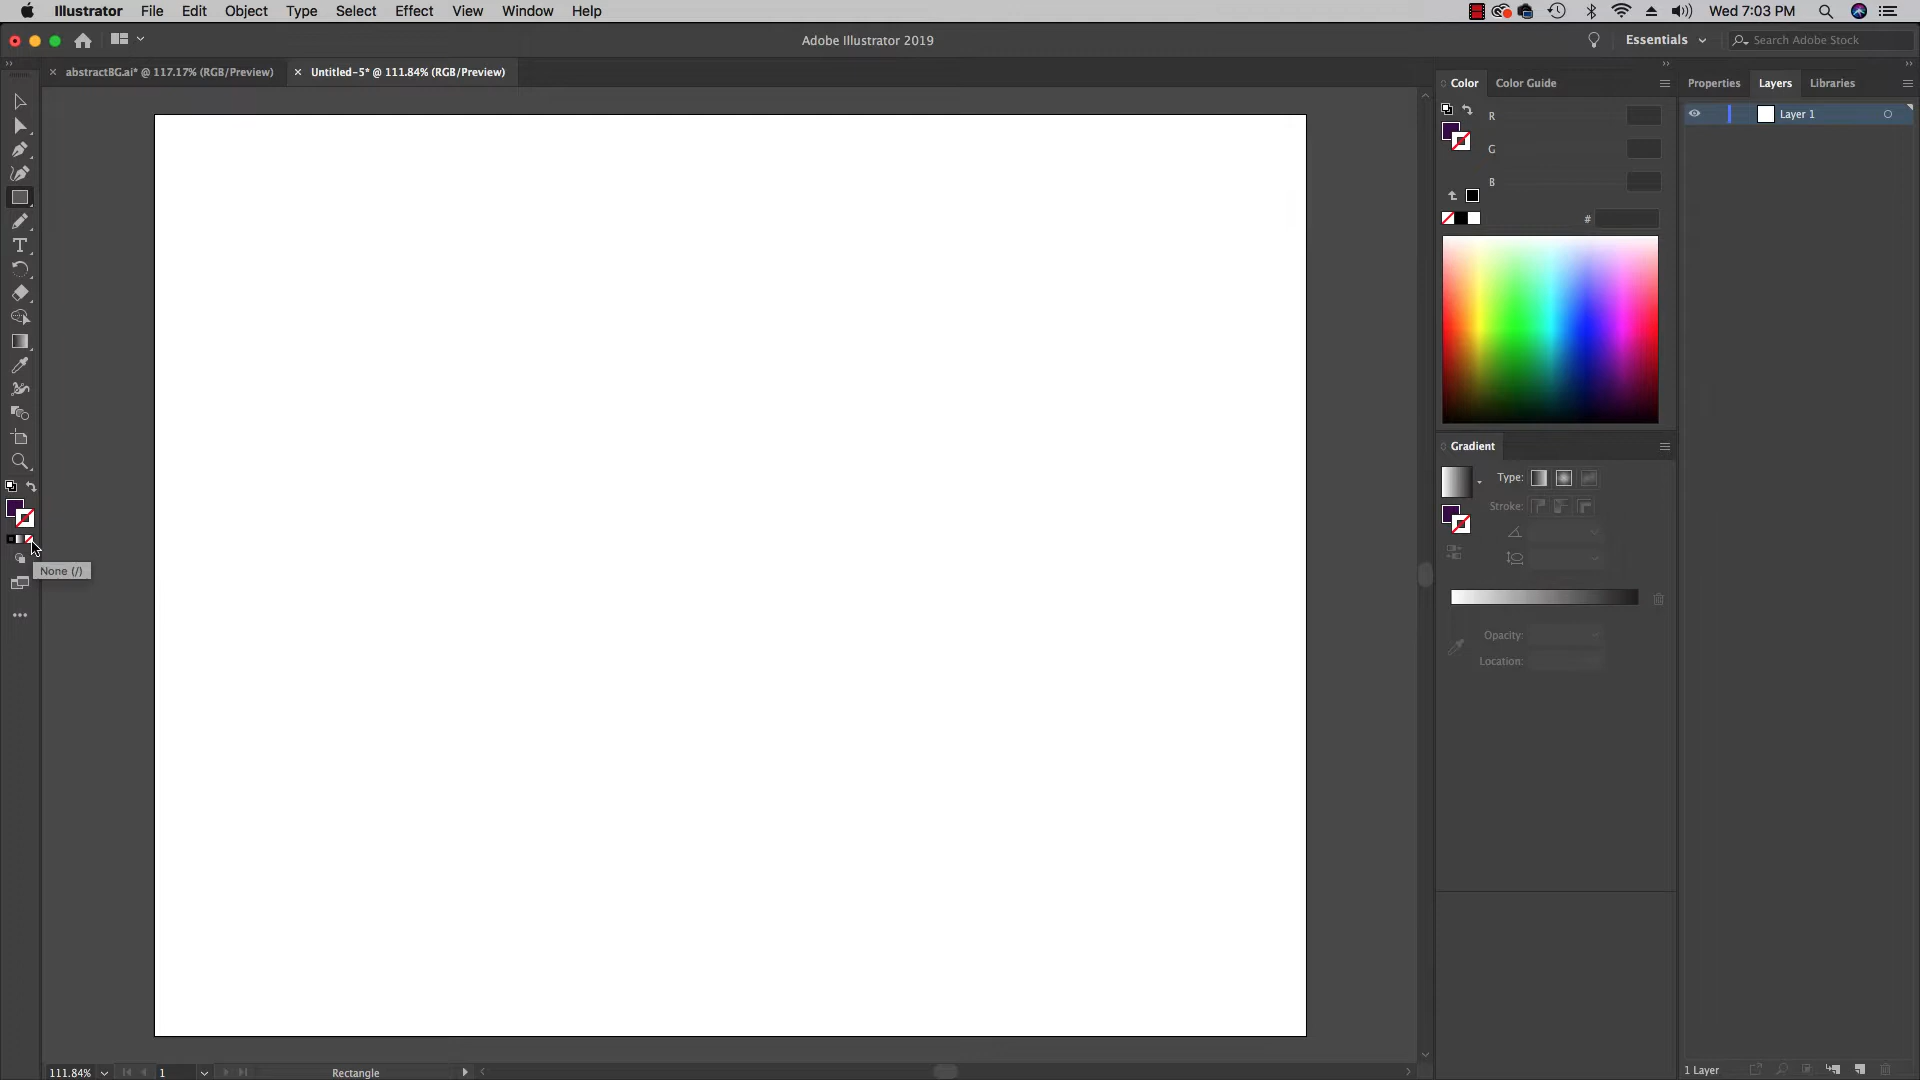 Illustrator File Edit Object Type Select Effect View Window Help Wed 7:03 PM
Adobe Illustrator 2019 Essentials Search Adobe Stock
abstractBG.ai* @ 117.17% (RGB/Preview) Untitled-5* @ 111.84% (RGB/Preview)
Color Color Guide Properties Layers Libraries
R
Layer 1
G
B
#
Gradient
Type:
Stroke:
None (/)
Opacity:
Location:
111.84% 1 Rectangle 1 Layer